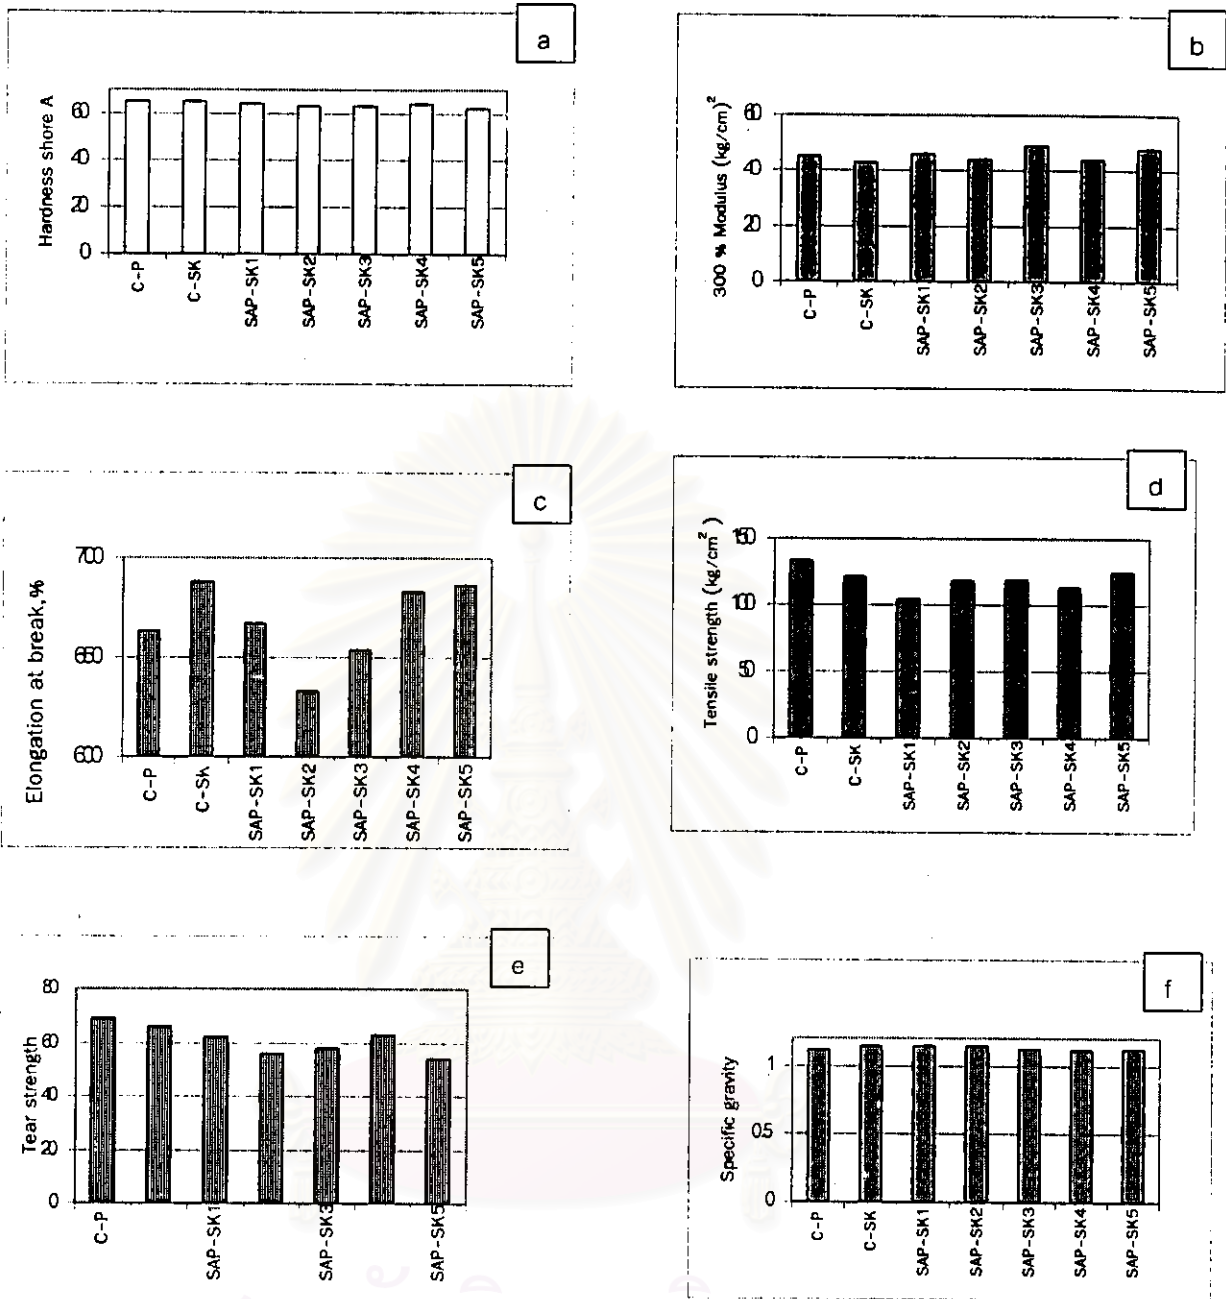 a
Hardness shore A
60
40
20
0
C-P
C-SK
SAP-SK1
SAP-SK2
SAP-SK3
SAP-SK4
SAP-SK5
b
300 % Modulus (kg/cm)²
60
40
20
0
C-P
C-SK
SAP-SK1
SAP-SK2
SAP-SK3
SAP-SK4
SAP-SK5
c
Elongation at break,%
700
650
600
C-P
C-SK
SAP-SK1
SAP-SK2
SAP-SK3
SAP-SK4
SAP-SK5
d
Tensile strength (kg/cm²)
150
100
50
0
C-P
C-SK
SAP-SK1
SAP-SK2
SAP-SK3
SAP-SK4
SAP-SK5
e
Tear strength
80
60
40
20
0
C-P
SAP-SK1
SAP-SK3
SAP-SK5
f
Specific gravity
1
0.5
0
C-P
C-SK
SAP-SK1
SAP-SK2
SAP-SK3
SAP-SK4
SAP-SK5